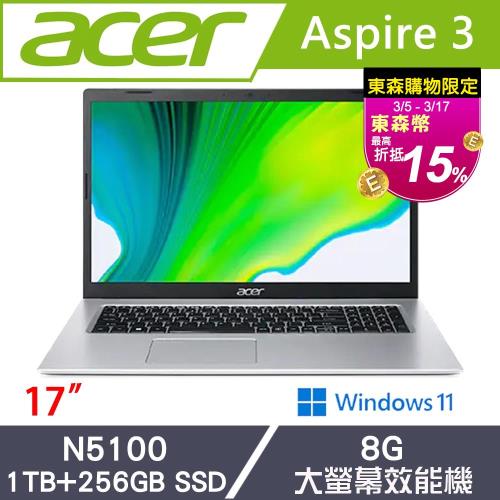 acer
Aspire 3
東森購物限定
3/5 - 3/17
東森幣
最高
折抵
15%
E
E
acer
17"
Windows 11
N5100
1TB+256GB SSD
8G
大螢幕效能機